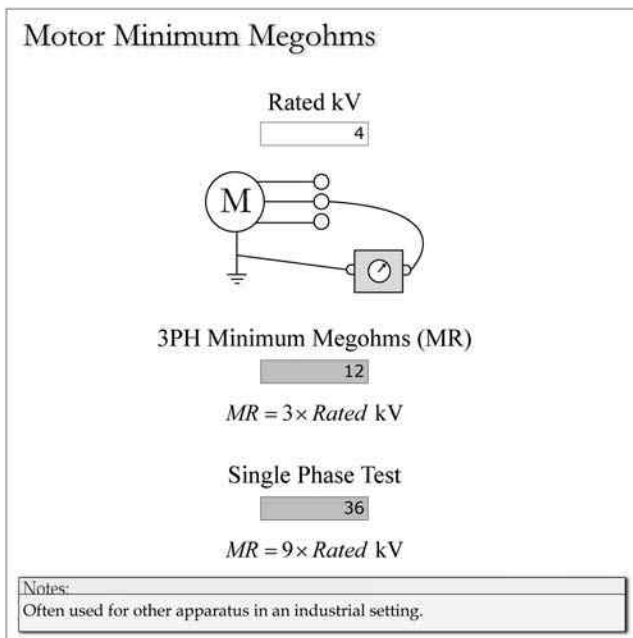 Motor Minimum Megohms
Rated kV
4
M
3PH Minimum Megohms (MR)
12
MR = 3 × Rated kV
Single Phase Test
36
MR = 9 × Rated kV
Notes:
Often used for other apparatus in an industrial setting.